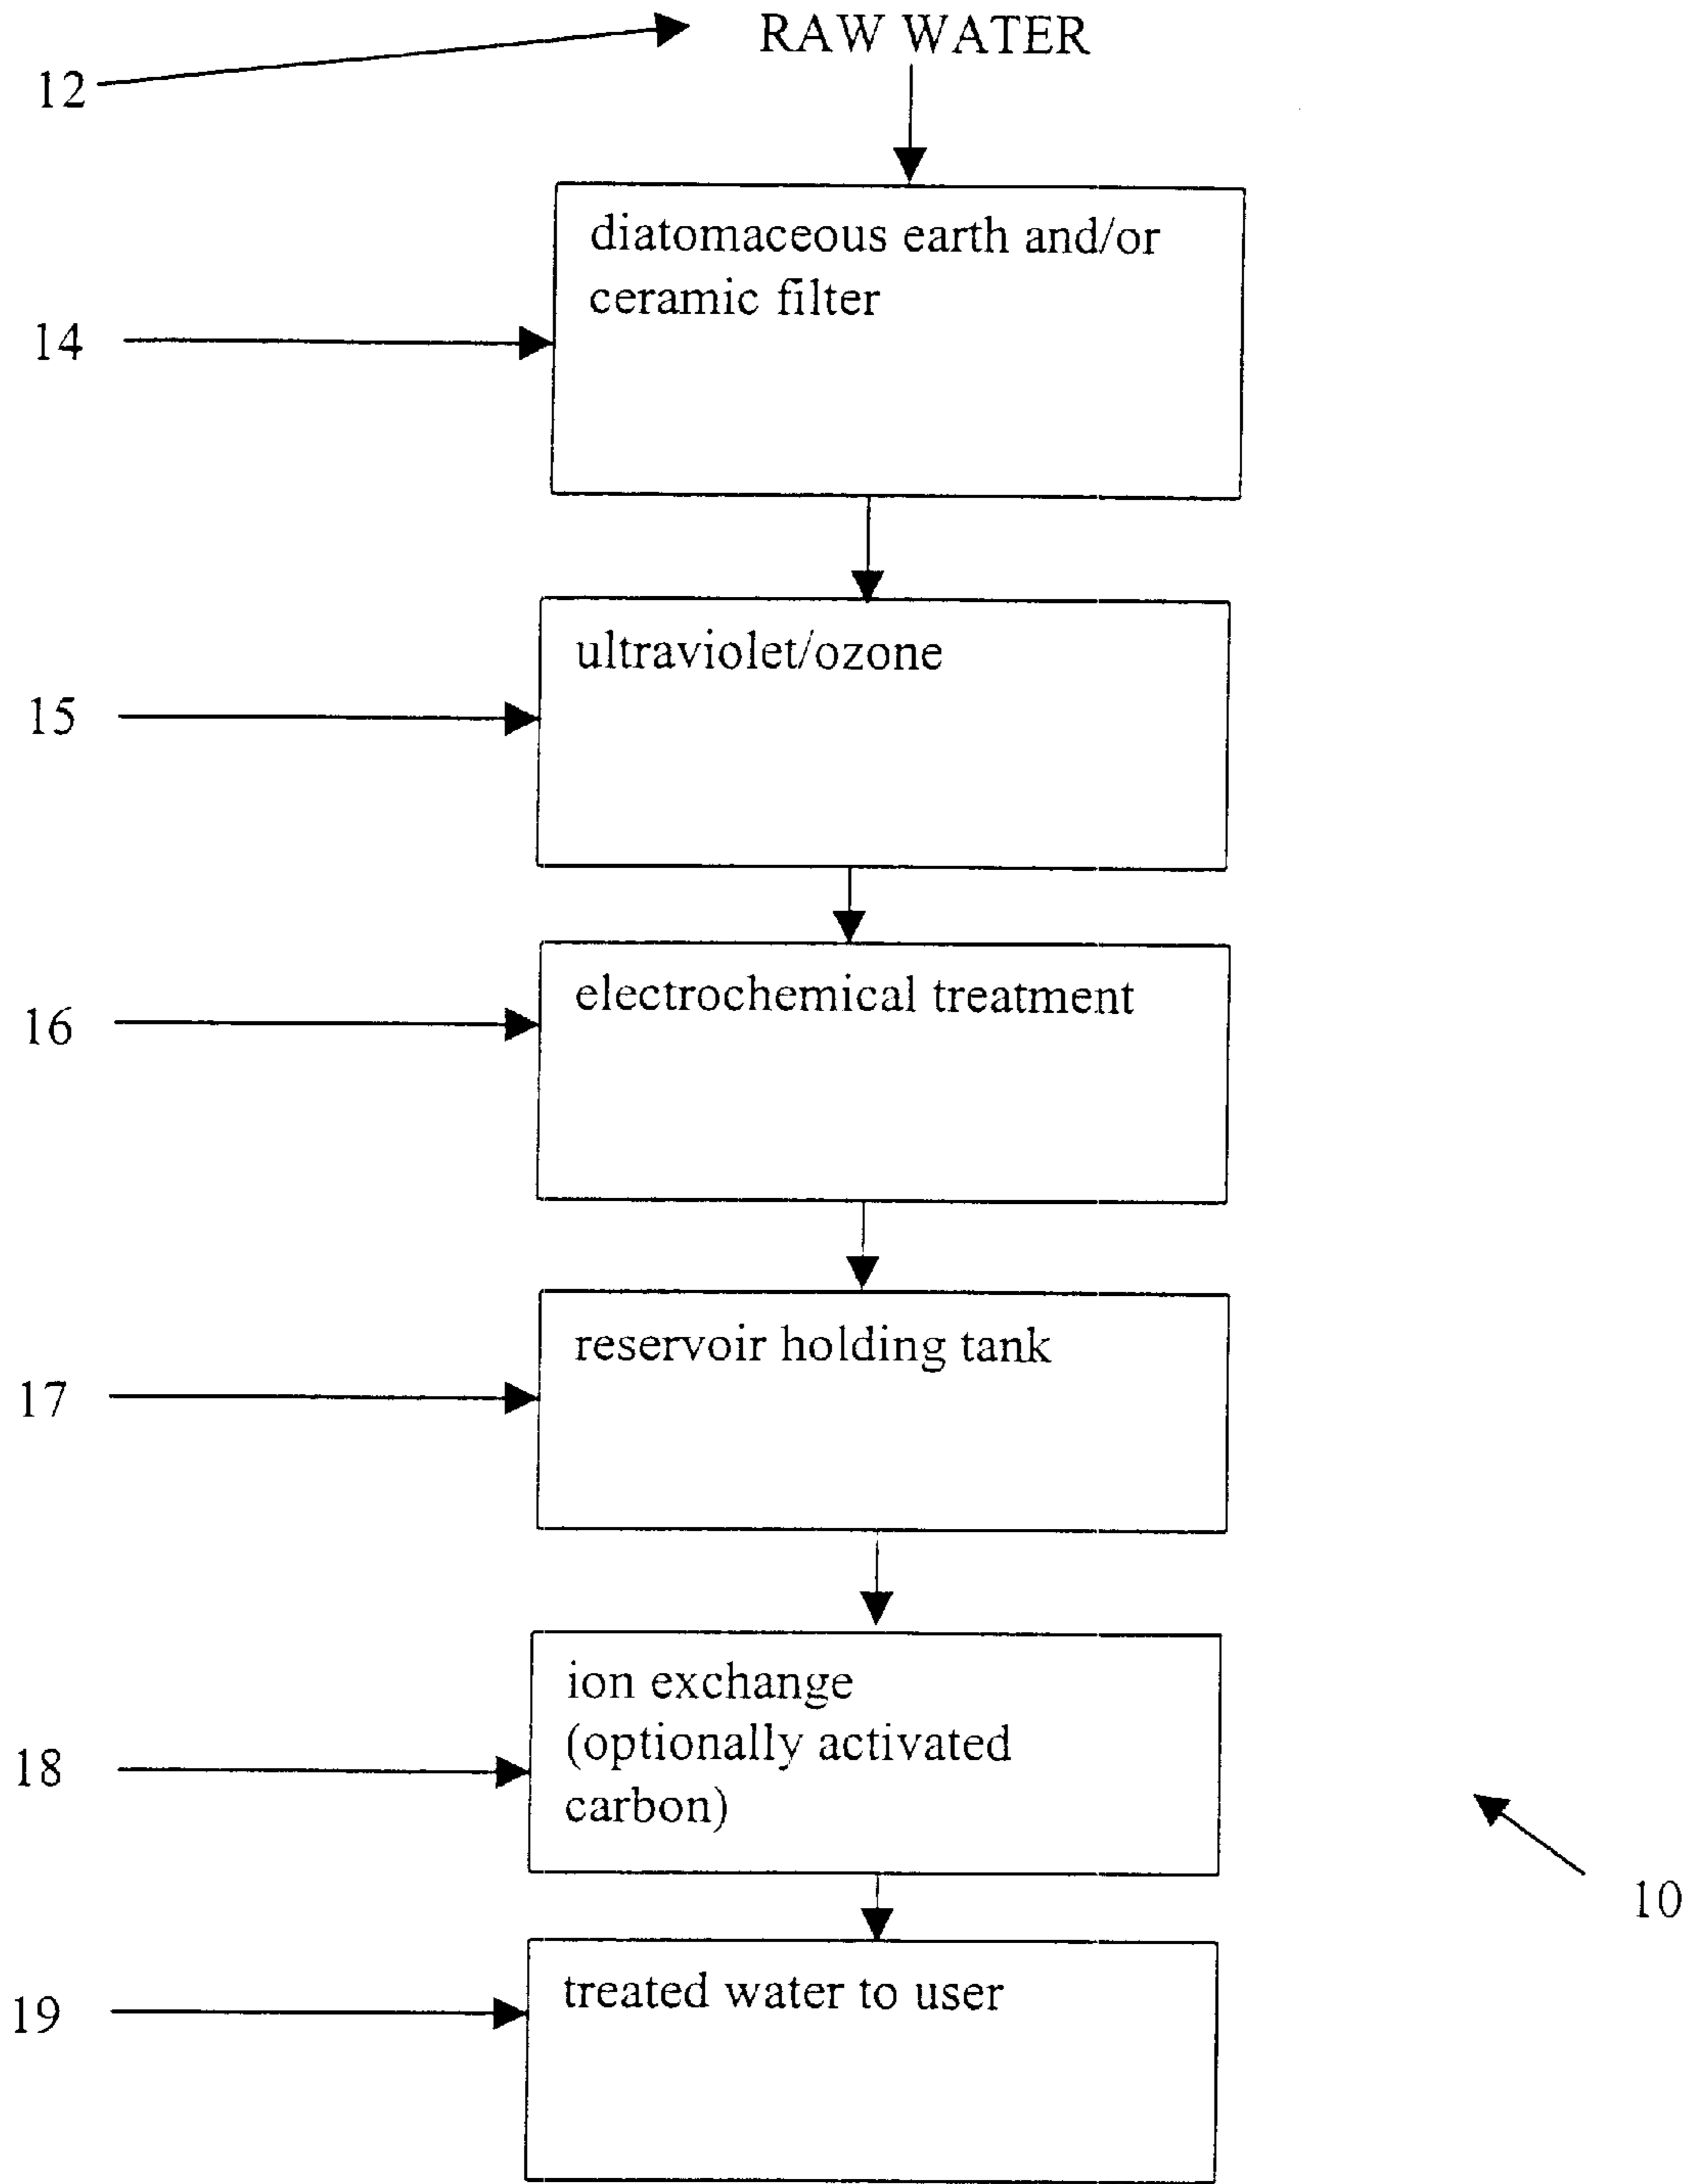 RAW WATER
12
diatomaceous earth and/or
ceramic filter
14
ultraviolet/ozone
15
electrochemical treatment
16
reservoir holding tank
17
ion exchange
(optionally activated
carbon)
18
10
treated water to user
19